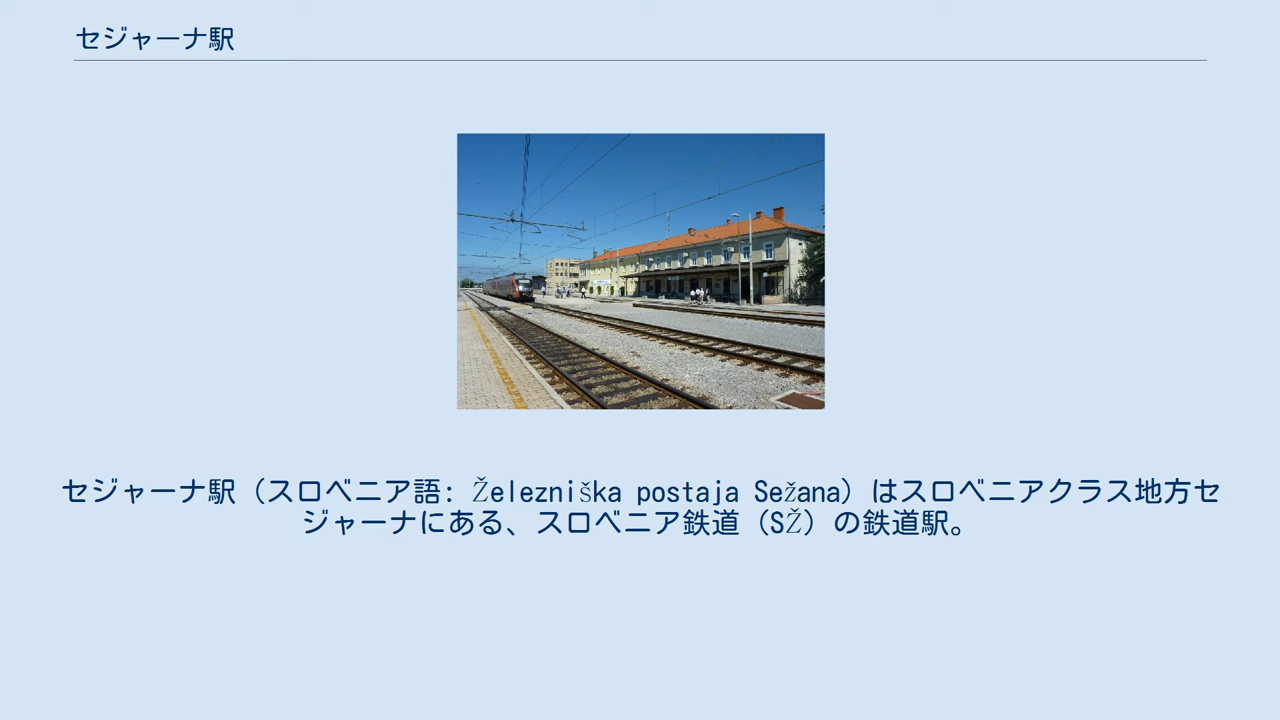 セジャーナ駅
セジャーナ駅（スロベニア語: Železniška postaja Sežana）はスロベニアクラス地方セ
ジャーナにある、スロベニア鉄道（SŽ）の鉄道駅。